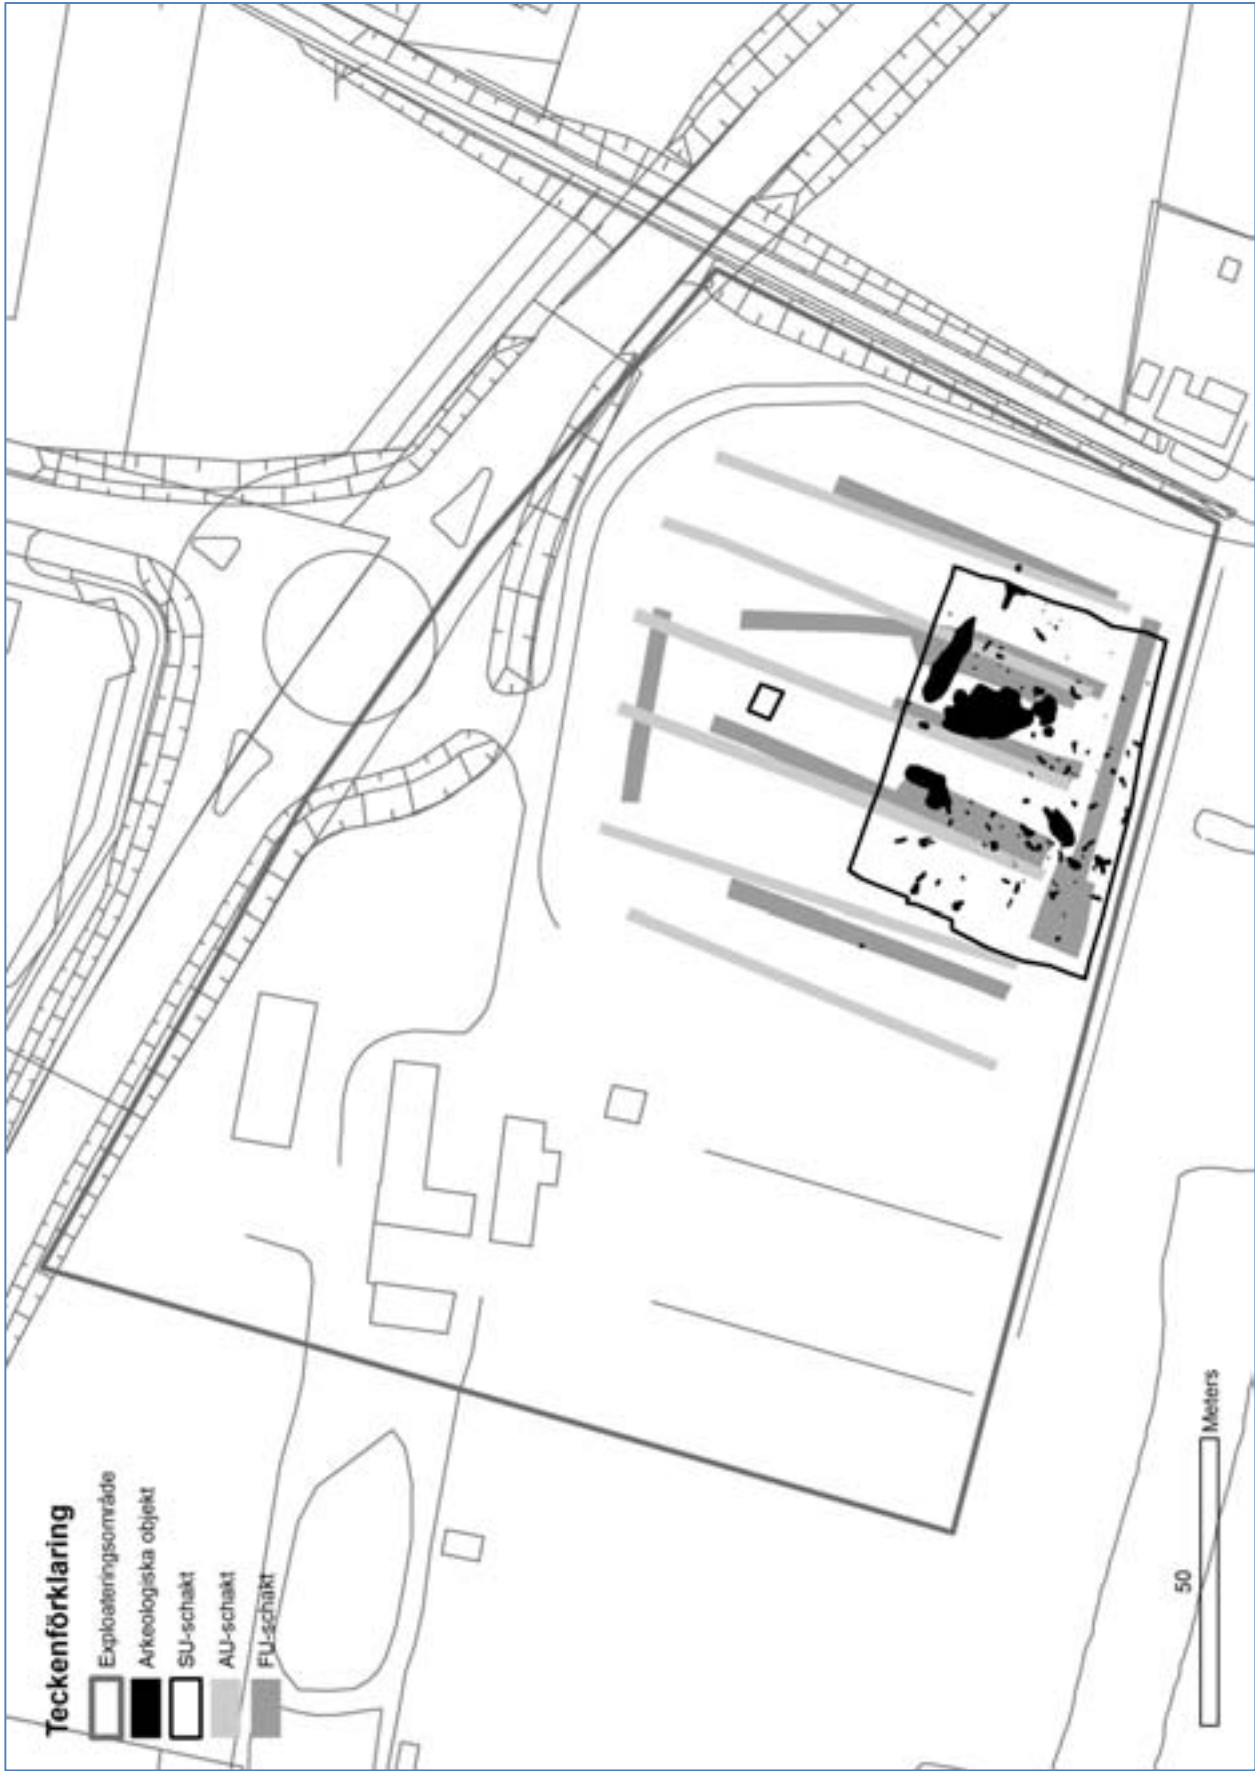 Teckenförklaring
Exploateringsområde
Arkeologiska objekt
SU-schakt
AU-schakt
FU-schakt
50
Meters